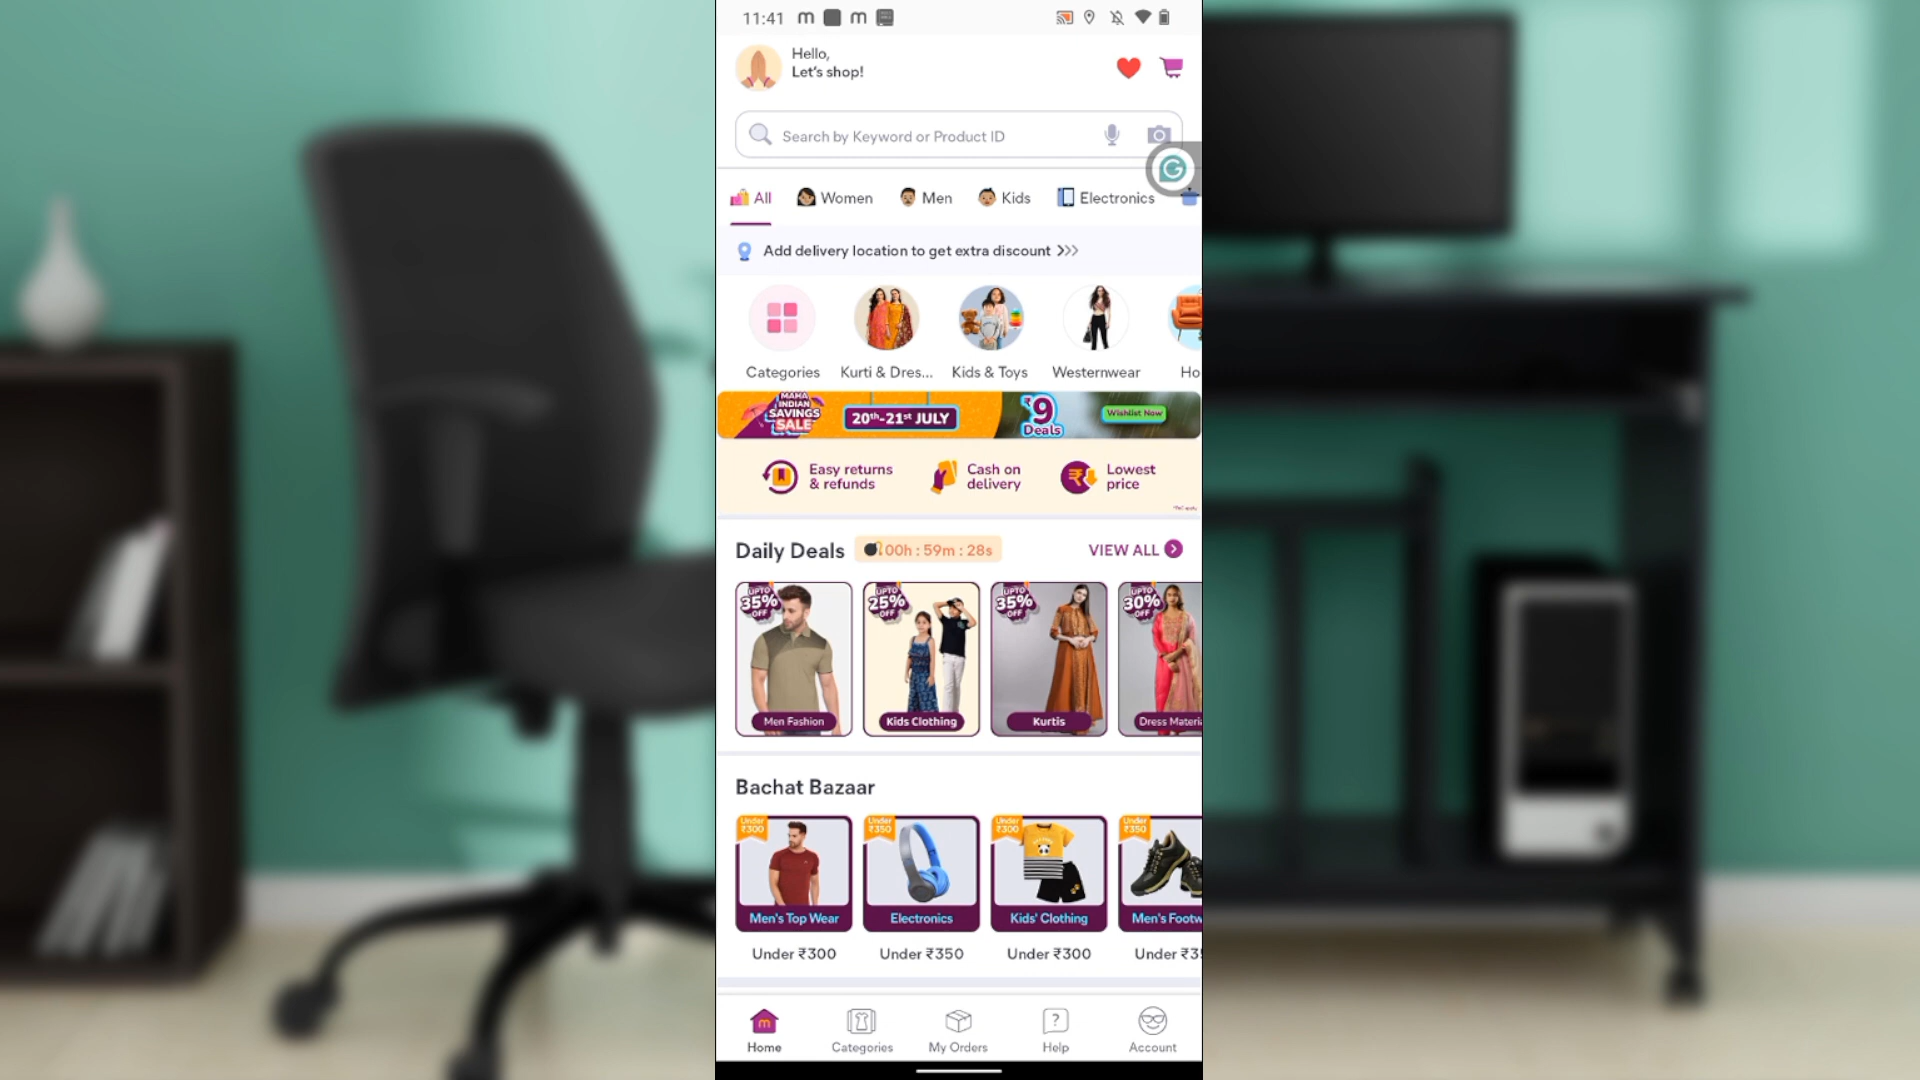 11:41
Hello,
Let's shop!
Search by Keyword or Product ID
All Women Men Kids Electronics
Add delivery location to get extra discount >>>
Categories Kurti & Dres... Kids & Toys Westernwear Ho
MAHA
INDIAN
SAVINGS
SALE
20th-21st JULY
₹9
Deals
Wishlist Now
Easy returns
& refunds
Cash on
delivery
Lowest
price
Daily Deals 00h : 59m : 28s VIEW ALL
UPTO
35%
OFF
Men Fashion
UPTO
25%
OFF
Kids Clothing
UPTO
35%
OFF
Kurtis
UPTO
30%
OFF
Dress Materi
Bachat Bazaar
Under
₹300
Men's Top Wear
Under
₹350
Electronics
Under
₹300
Kids' Clothing
Under
₹350
Men's Footw
Under ₹300 Under ₹350 Under ₹300 Under ₹3
Home Categories My Orders Help Account